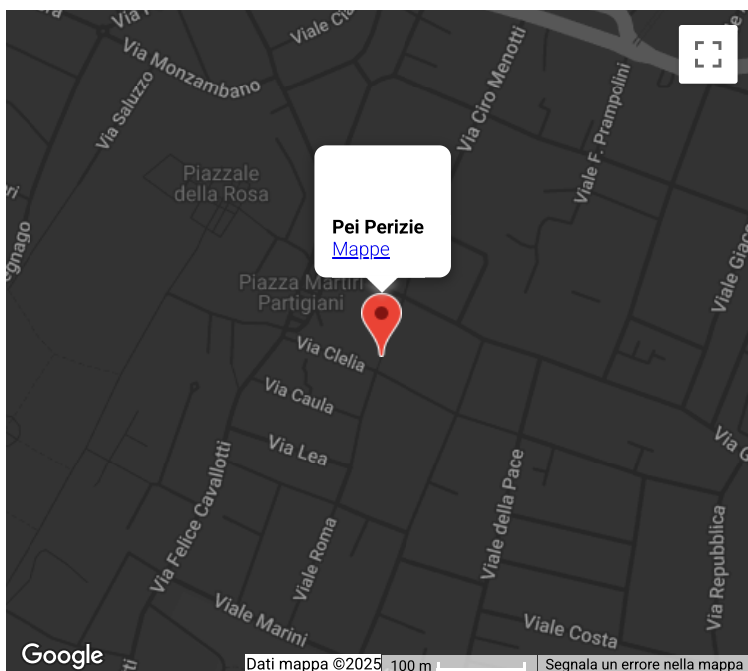 Via Monzambano
Viale
Via Ciro Menotti
Via Saluzzo
Viale F. Prampolini
Piazzale
della Rosa
Pei Perizie
Mappe
Piazza Martiri
Partigiani
Via Clelia
Via Caula
Via Lea
Via Felice Cavallotti
Viale Roma
Viale della Pace
Via Repubblica
Viale Marini
Viale Costa
Google
Dati mappa ©2025
100 m
Segnala un errore nella mappa